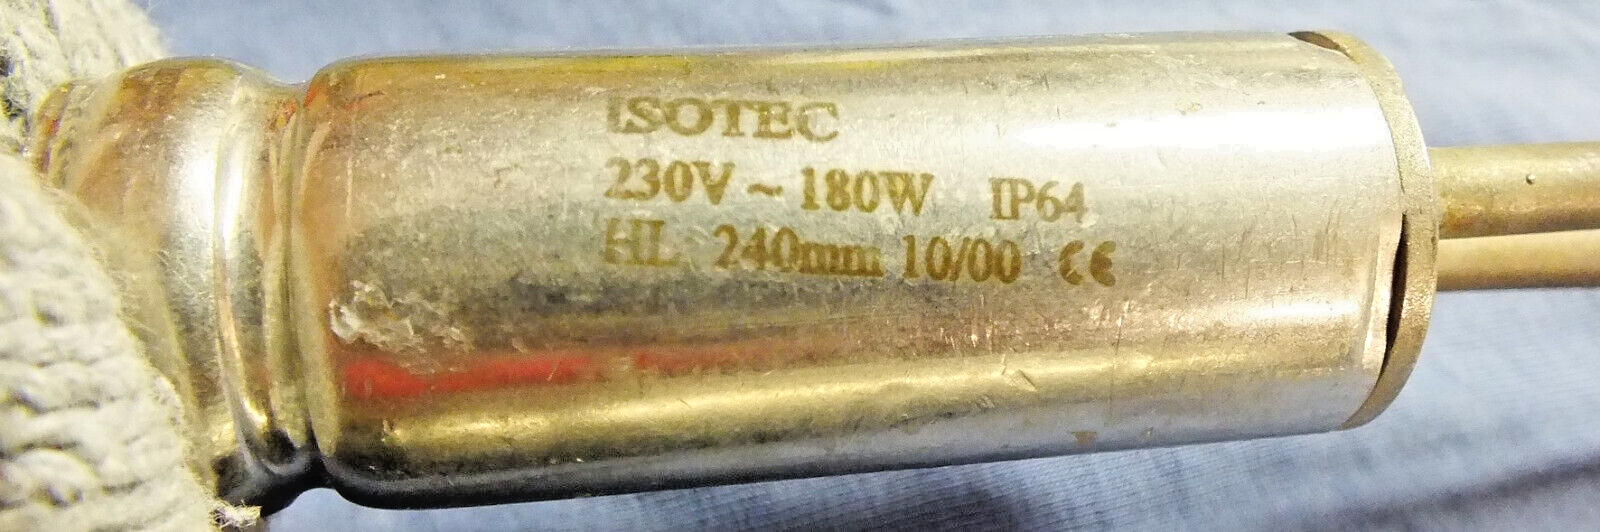 ISOTEC
230V ~ 180W IP64
HL 240mm 10/00 CE